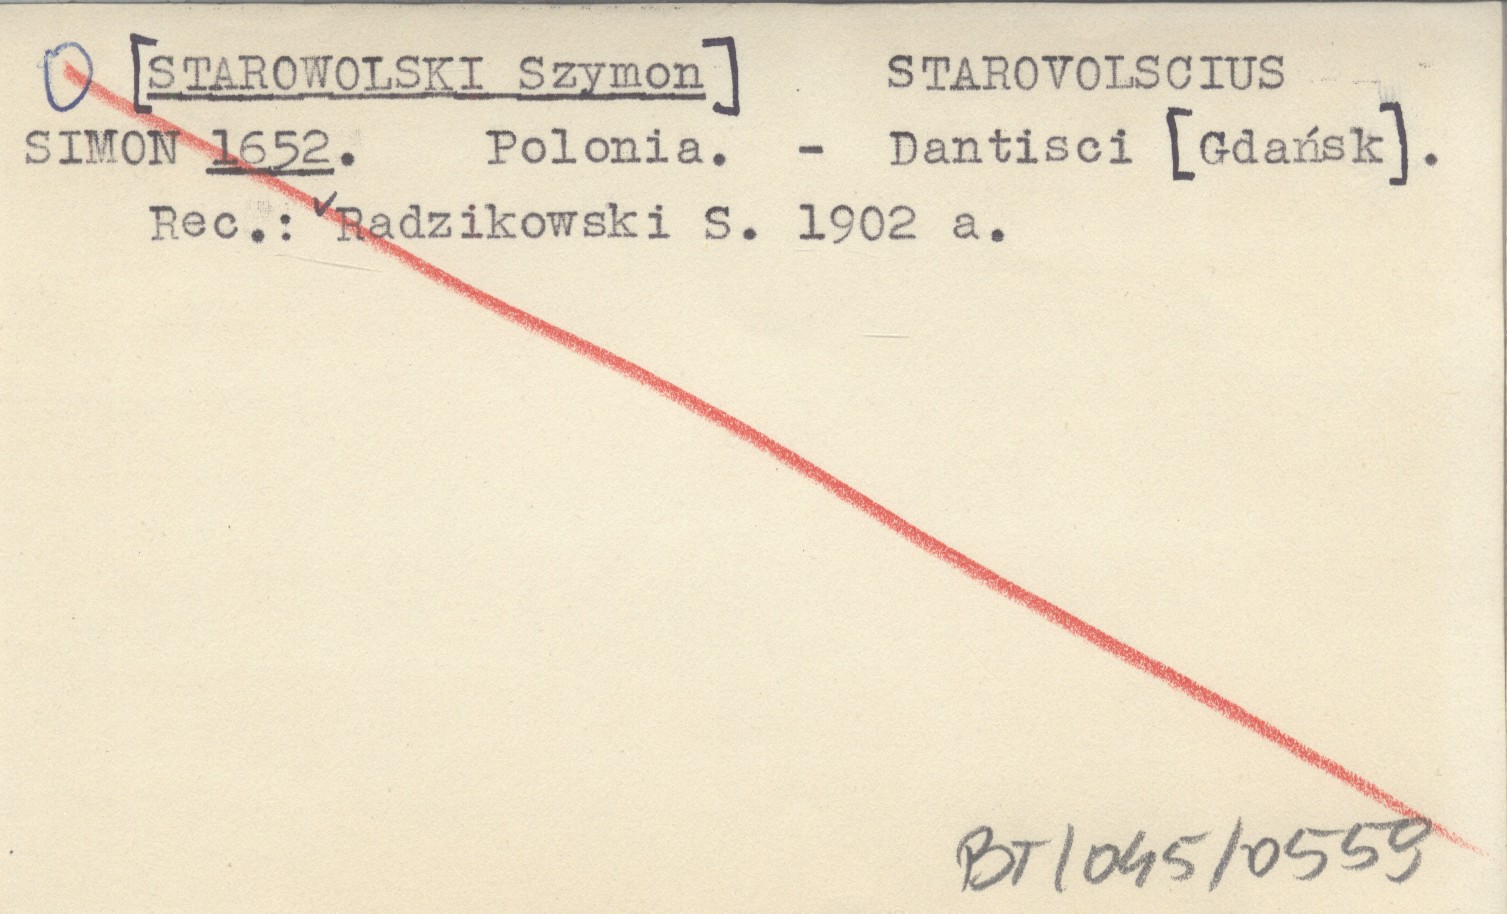 [STAROWOLSKI Szymon] STAROVOLSCIUS
SIMON 1652. Polonia. - Dantisci [Gdańsk].
Rec.: ✓Radzikowski S. 1902 a.
BT/045/0559